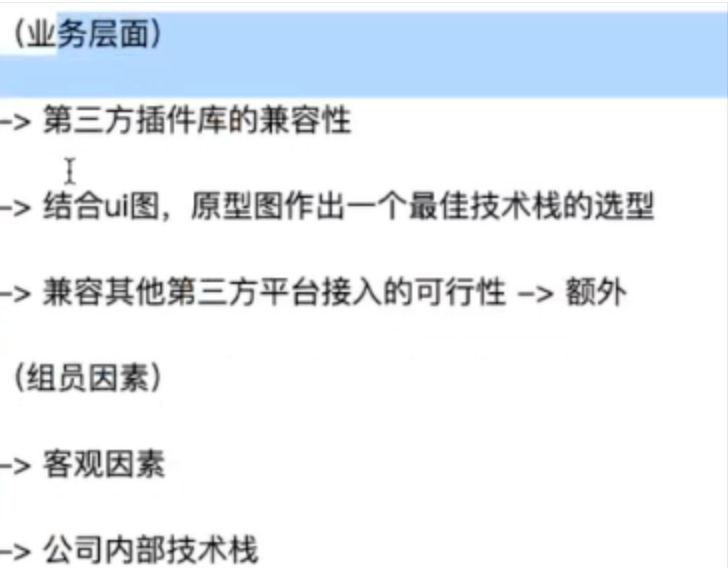 （业务层面）
–> 第三方插件库的兼容性
–> 结合ui图，原型图作出一个最佳技术栈的选型
–> 兼容其他第三方平台接入的可行性 –> 额外
（组员因素）
–> 客观因素
–> 公司内部技术栈